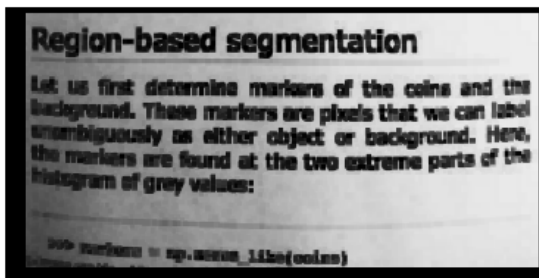 Region-based segmentation
Let us first determine markers of the coins and the
background. These markers are pixels that we can label
unambiguously as either object or background. Here,
the markers are found at the two extreme parts of the
histogram of grey values:
>>> markers = np.zeros_like(coins)